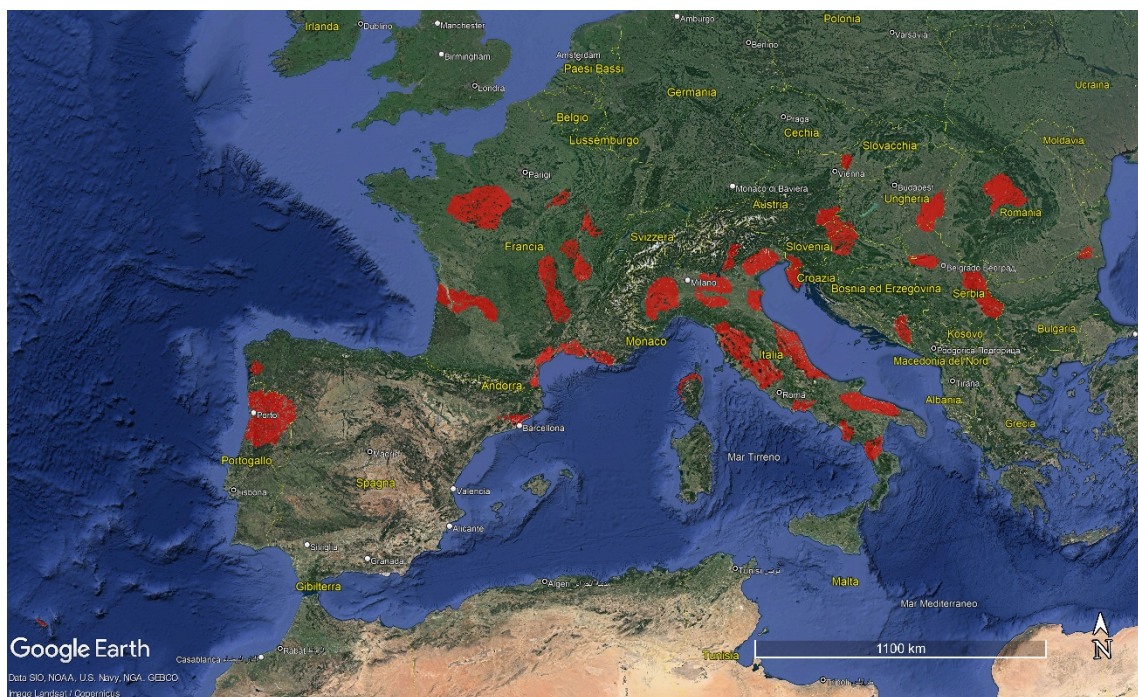 Irlanda
Dublino
Manchester
Amburgo
Polonia
Varsavia
Berlino
Birmingham
Amsterdam
Paesi Bassi
Londra
Germania
Ucraina
Belgio
Praga
Cechia
Lussemburgo
Slovacchia
Moldavia
Parigi
Vienna
Monaco di Baviera
Budapest
Ungheria
Austria
Romania
Francia
Svizzera
Slovenia
Milano
Croazia
Belgrado Београд
Bosnia ed Erzegovina
Serbia
Monaco
Italia
Kosovo
Bulgaria
Podgorica Подгорица
Macedonia del Nord
Andorra
Roma
Tirana
Albania
Porto
Barcellona
Grecia
Portogallo
Madrid
Mar Tirreno
Spagna
Lisbona
Valencia
Alicante
Siviglia
Granada
Gibilterra
Algeri
Tunisi تونس
Malta
Mar Mediterraneo
Google Earth
Rabat الرباط
Casablanca
Tunisia
1100 km
N
Data SIO, NOAA, U.S. Navy, NGA, GEBCO
Image Landsat / Copernicus
Tripoli